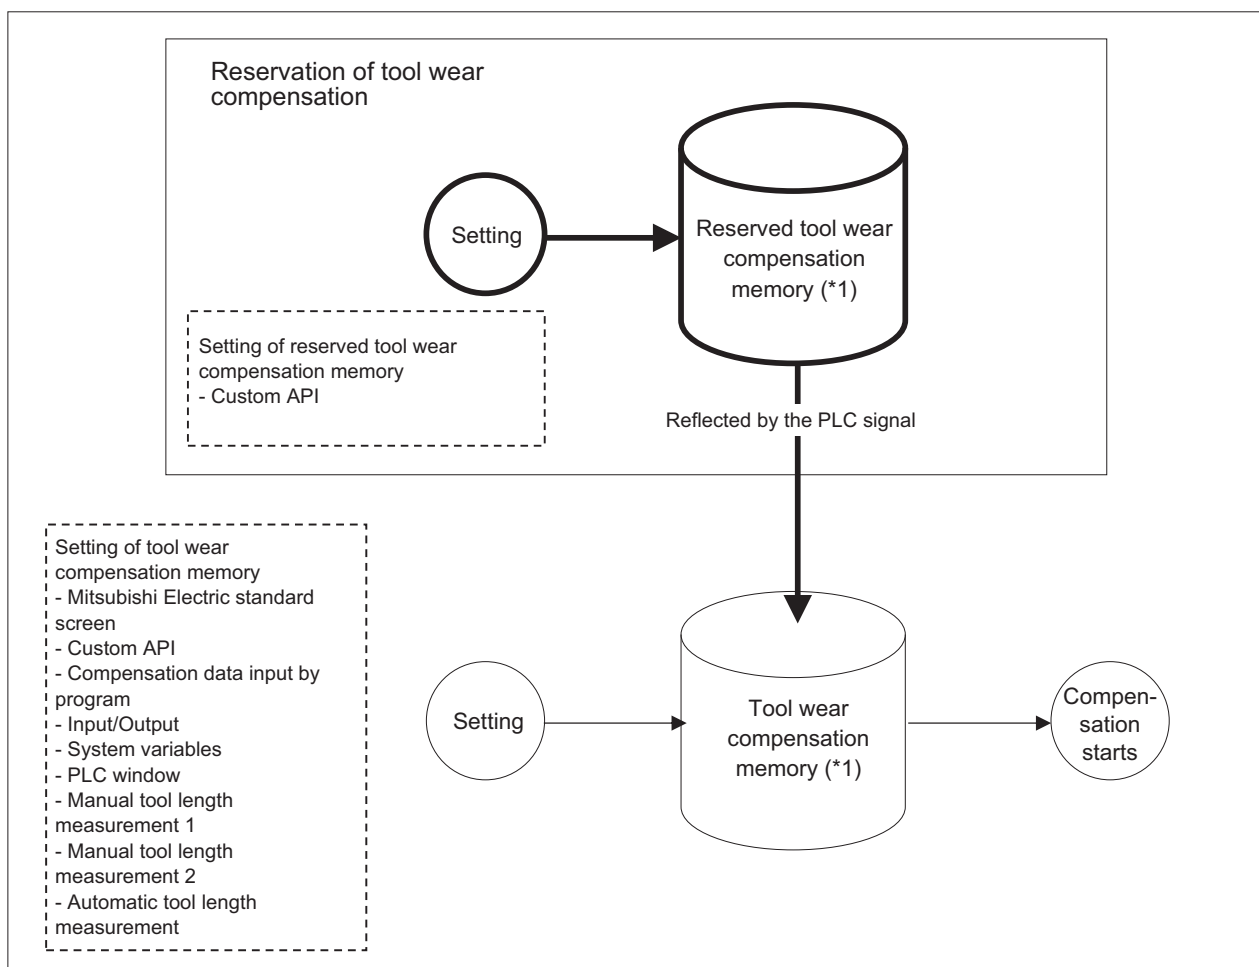 Reservation of tool wear
compensation
Setting
Reserved tool wear
compensation
memory (*1)
Setting of reserved tool wear
compensation memory
- Custom API
Reflected by the PLC signal
Setting of tool wear
compensation memory
- Mitsubishi Electric standard
screen
- Custom API
- Compensation data input by
program
- Input/Output
- System variables
- PLC window
- Manual tool length
measurement 1
- Manual tool length
measurement 2
- Automatic tool length
measurement
Setting
Tool wear
compensation
memory (*1)
Compen-
sation
starts